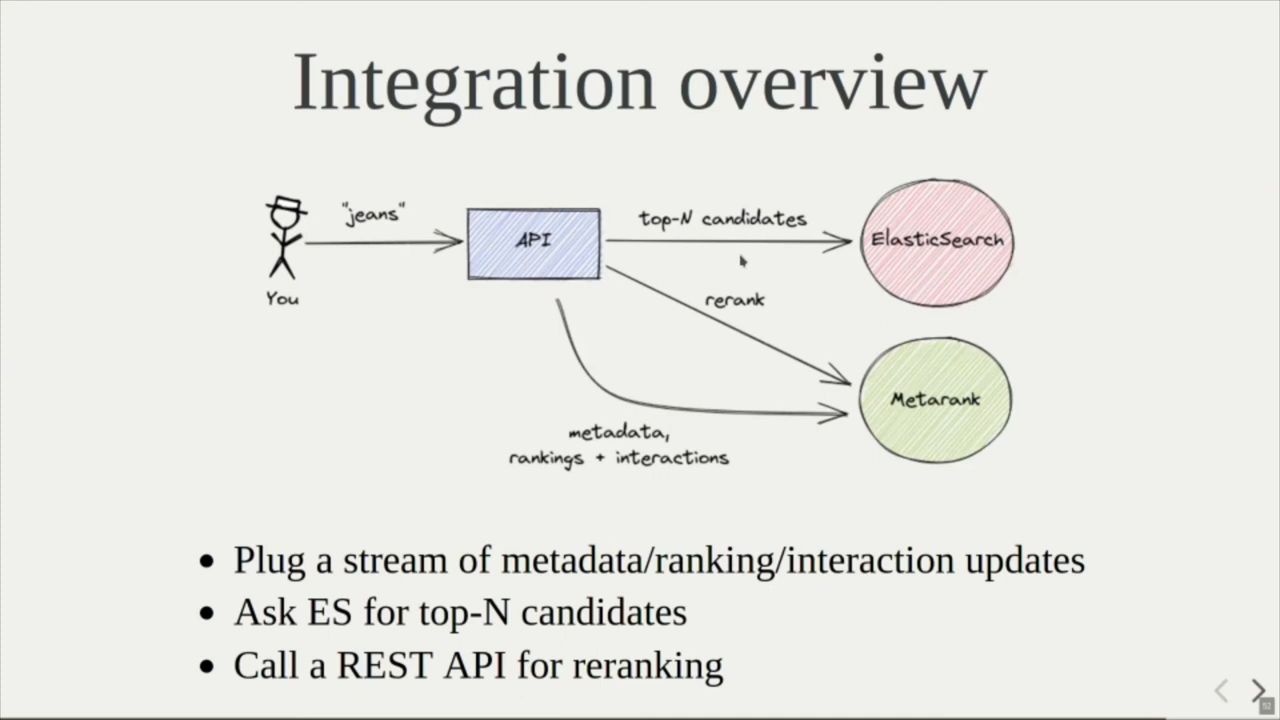 Integration overview
"jeans"
API
top-N candidates
ElasticSearch
You
rerank
Metarank
metadata,
rankings + interactions
Plug a stream of metadata/ranking/interaction updates
Ask ES for top-N candidates
Call a REST API for reranking
52